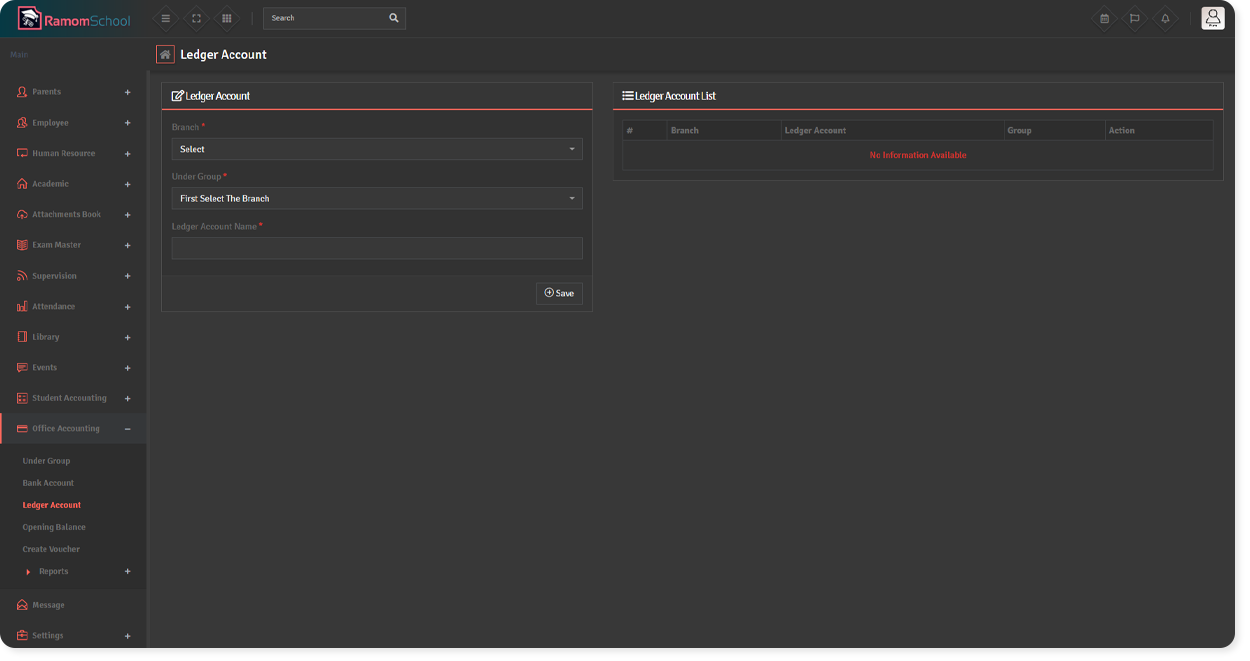 RamomSchool
Search
Main
Ledger Account
Parents +
Employee +
Human Resource +
Academic +
Attachments Book +
Exam Master +
Supervision +
Attendance +
Library +
Events +
Student Accounting +
Office Accounting −
Under Group
Bank Account
Ledger Account
Opening Balance
Create Voucher
Reports +
Message
Settings +
Ledger Account
Branch *
Select
Under Group *
First Select The Branch
Ledger Account Name *
Save
Ledger Account List
# Branch Ledger Account Group Action
No Information Available